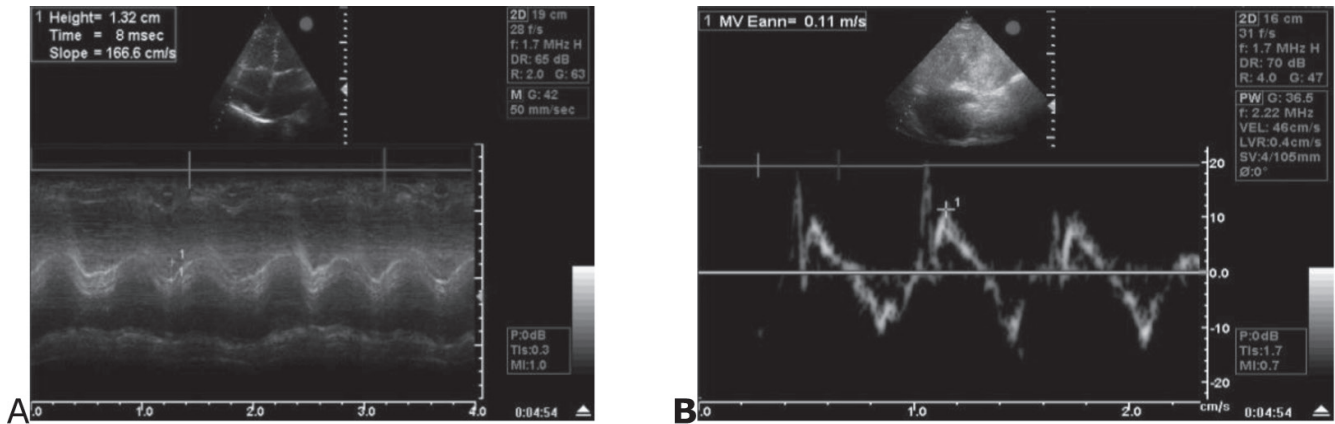 1 Height= 1.32 cm
Time = 8 msec
Slope = 166.6 cm/s
2D 19 cm
28 f/s
f: 1.7 MHz H
DR: 65 dB
R: 2.0 G: 63
M G: 42
50 mm/sec
1
1
P:0dB
TIs:0.3
MI:1.0
A
.0 1.0 2.0 3.0 4.0
0:04:54
1 MV Eann= 0.11 m/s
2D 16 cm
31 f/s
f: 1.7 MHz H
DR: 70 dB
R: 4.0 G: 47
PW G: 36.5
f: 2.22 MHz
VEL: 46cm/s
LVR:0.4cm/s
SV:4/105mm
Ø:0°
20
1
10
0.0
-10
-20
cm/s
P:0dB
TIs:1.7
MI:0.7
B
.0 1.0 2.0
0:04:54